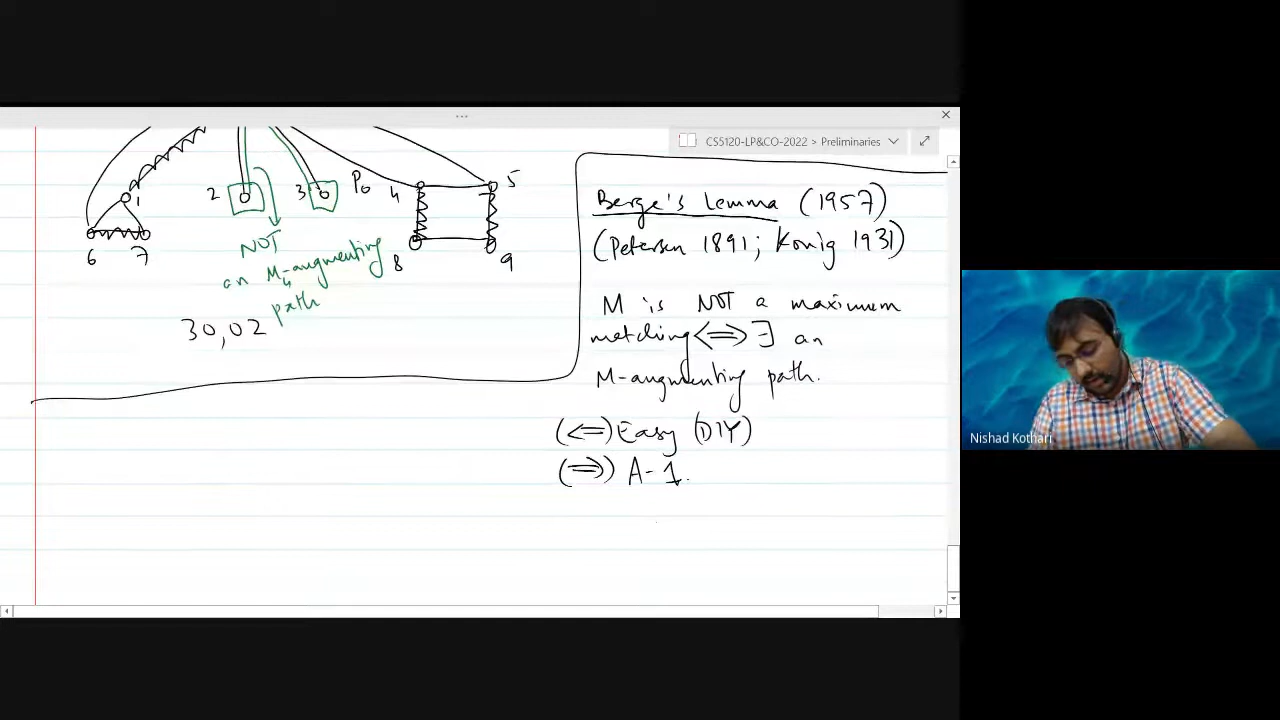 CS5120-LP&CO-2022 > Preliminaries
1
2
3
P₀
4
5
6
7
8
9
NOT
an M₄-augmenting
path
30,02
Berge's Lemma (1957)
(Petersen 1891; Konig 1931)
M is NOT a maximum
matching <=> ∃ an
M-augmenting path.
(<=) Easy (DIY)
(=>) A-1.
Nishad Kothari